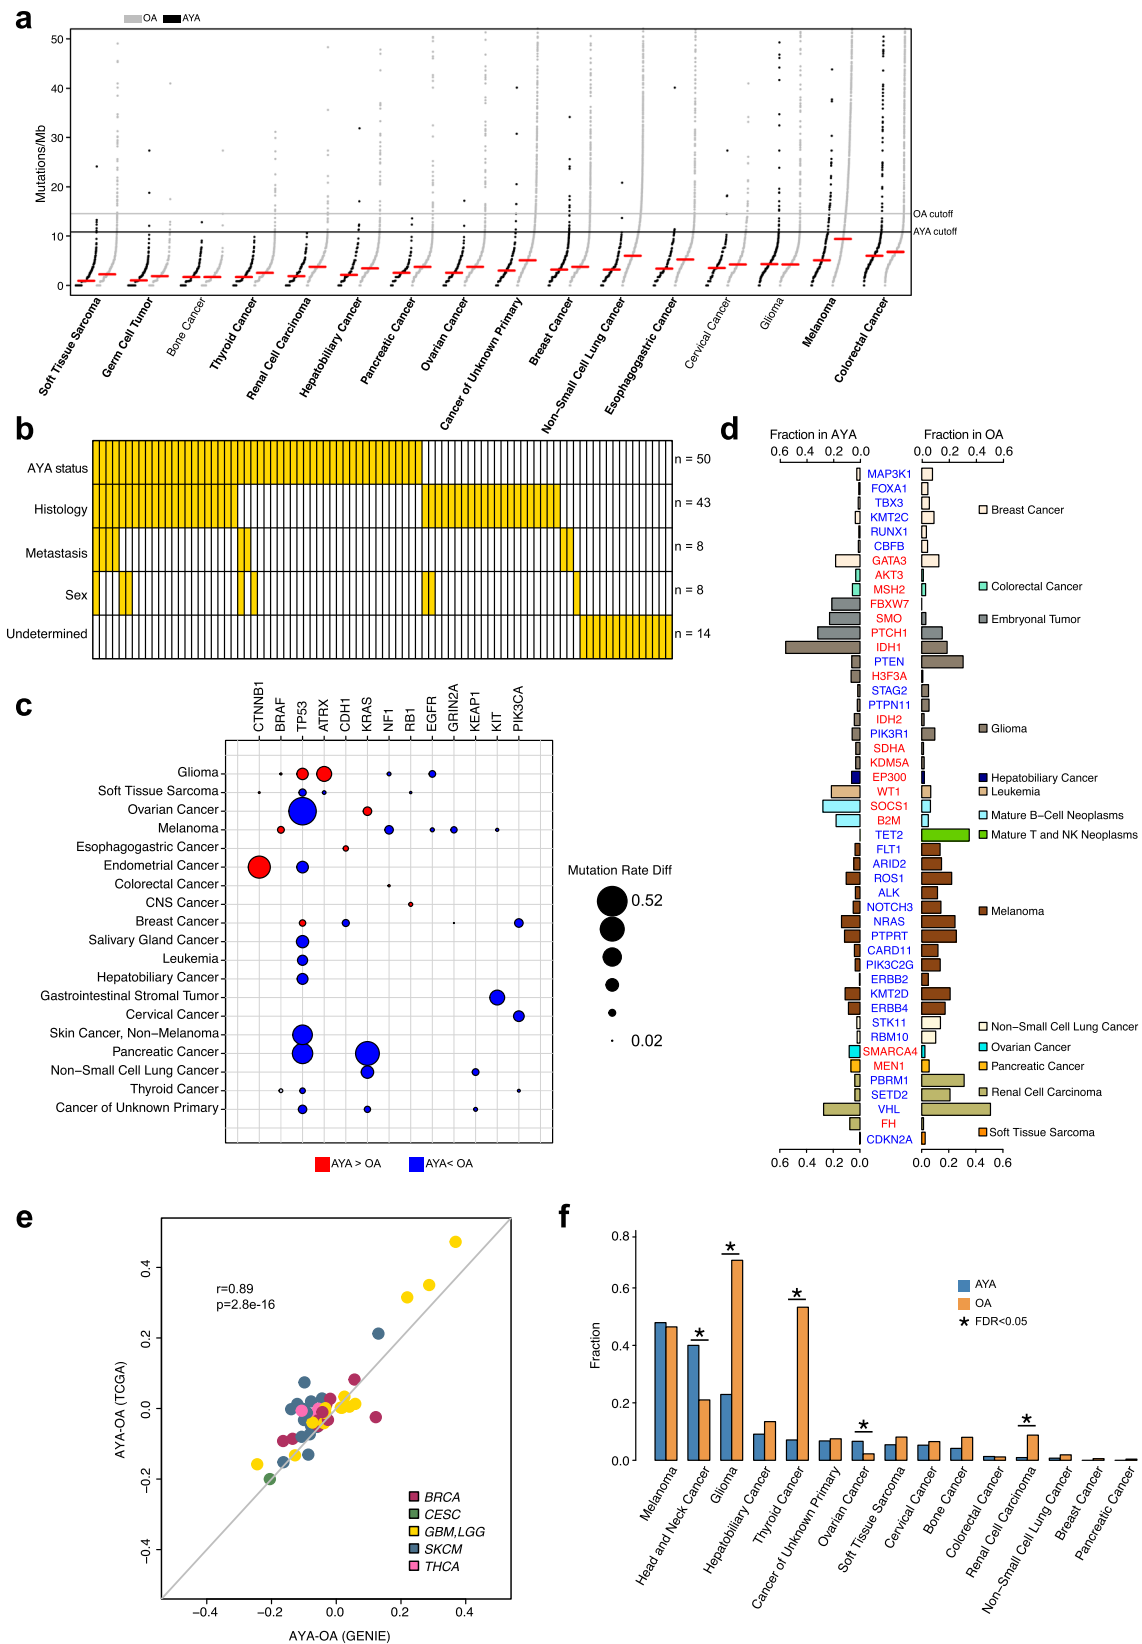 a
OA AYA
Mutations/Mb
50
40
30
20
10
0
OA cutoff
AYA cutoff
Soft Tissue Sarcoma
Germ Cell Tumor
Bone Cancer
Thyroid Cancer
Renal Cell Carcinoma
Hepatobiliary Cancer
Pancreatic Cancer
Ovarian Cancer
Cancer of Unknown Primary
Breast Cancer
Non-Small Cell Lung Cancer
Esophagogastric Cancer
Cervical Cancer
Glioma
Melanoma
Colorectal Cancer
b
AYA status
Histology
Metastasis
Sex
Undetermined
n = 50
n = 43
n = 8
n = 8
n = 14
c
CTNNB1
BRAF
TP53
ATRX
CDH1
KRAS
NF1
RB1
EGFR
GRIN2A
KEAP1
KIT
PIK3CA
Glioma
Soft Tissue Sarcoma
Ovarian Cancer
Melanoma
Esophagogastric Cancer
Endometrial Cancer
Colorectal Cancer
CNS Cancer
Breast Cancer
Salivary Gland Cancer
Leukemia
Hepatobiliary Cancer
Gastrointestinal Stromal Tumor
Cervical Cancer
Skin Cancer, Non-Melanoma
Pancreatic Cancer
Non-Small Cell Lung Cancer
Thyroid Cancer
Cancer of Unknown Primary
AYA > OA
AYA< OA
Mutation Rate Diff
0.52
0.02
d
Fraction in AYA
Fraction in OA
0.6 0.4 0.2 0.0
0.0 0.2 0.4 0.6
MAP3K1
FOXA1
TBX3
KMT2C
RUNX1
CBFB
GATA3
AKT3
MSH2
FBXW7
SMO
PTCH1
IDH1
PTEN
H3F3A
STAG2
PTPN11
IDH2
PIK3R1
SDHA
KDM5A
EP300
WT1
SOCS1
B2M
TET2
FLT1
ARID2
ROS1
ALK
NOTCH3
NRAS
PTPRT
CARD11
PIK3C2G
ERBB2
KMT2D
ERBB4
STK11
RBM10
SMARCA4
MEN1
PBRM1
SETD2
VHL
FH
CDKN2A
0.6 0.4 0.2 0.0
0.0 0.2 0.4 0.6
Breast Cancer
Colorectal Cancer
Embryonal Tumor
Glioma
Hepatobiliary Cancer
Leukemia
Mature B-Cell Neoplasms
Mature T and NK Neoplasms
Melanoma
Non-Small Cell Lung Cancer
Ovarian Cancer
Pancreatic Cancer
Renal Cell Carcinoma
Soft Tissue Sarcoma
e
AYA-OA (TCGA)
0.4
0.2
0.0
-0.2
-0.4
r=0.89
p=2.8e-16
BRCA
CESC
GBM,LGG
SKCM
THCA
-0.4 -0.2 0.0 0.2 0.4
AYA-OA (GENIE)
f
Fraction
0.8
0.6
0.4
0.2
0.0
AYA
OA
* FDR<0.05
*
*
*
*
*
Melanoma
Head and Neck Cancer
Glioma
Hepatobiliary Cancer
Thyroid Cancer
Cancer of Unknown Primary
Ovarian Cancer
Soft Tissue Sarcoma
Cervical Cancer
Bone Cancer
Colorectal Cancer
Renal Cell Carcinoma
Non-Small Cell Lung Cancer
Breast Cancer
Pancreatic Cancer